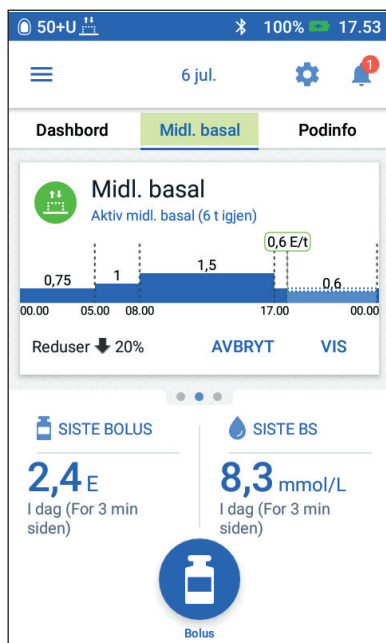 50+U 100% 17.53
6 jul. 1
Dashbord Midl. basal Podinfo
Midl. basal
Aktiv midl. basal (6 t igjen)
0,6 E/t
0,75 1 1,5 0,6
00.00 05.00 08.00 17.00 00.00
Reduser 20% AVBRYT VIS
SISTE BOLUS
2,4 E
I dag (For 3 min
siden)
SISTE BS
8,3 mmol/L
I dag (For 3 min
siden)
Bolus